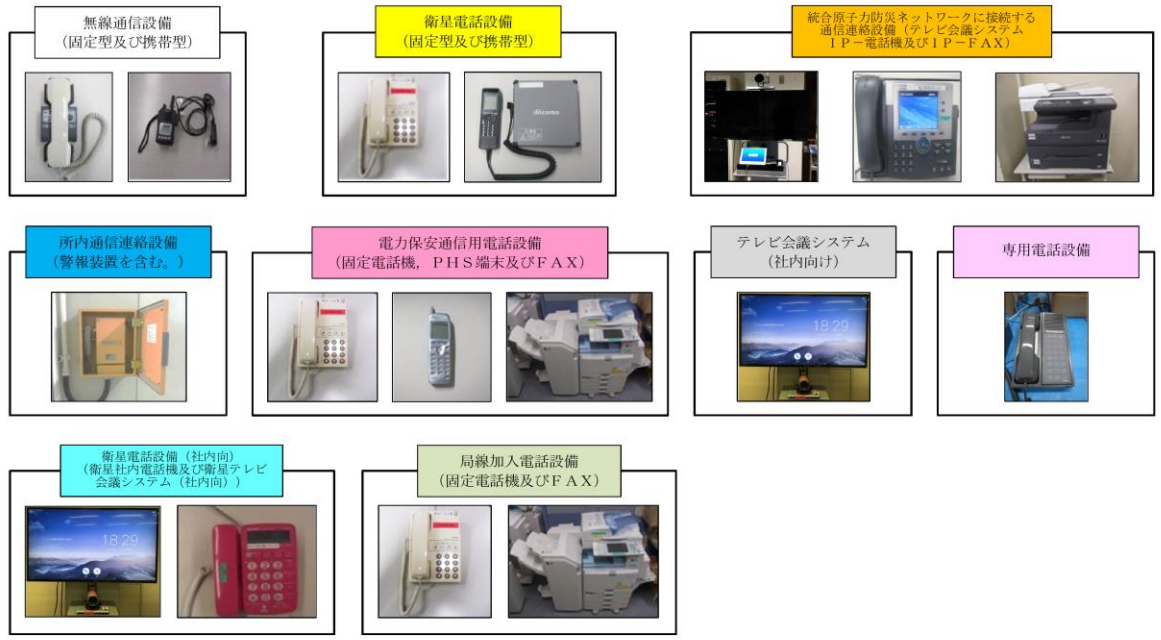 無線通信設備
(固定型及び携帯型)
衛星電話設備
(固定型及び携帯型)
統合原子力防災ネットワークに接続する
通信連絡設備(テレビ会議システム
IP-電話機及びIP-FAX)
docomo
所内通信連絡設備
(警報装置を含む。)
電力保安通信用電話設備
(固定電話機,PHS端末及びFAX)
テレビ会議システム
(社内向け)
専用電話設備
18:29
衛星電話設備(社内向)
(衛星社内電話機及び衛星テレビ
会議システム(社内向))
局線加入電話設備
(固定電話機及びFAX)
18:29